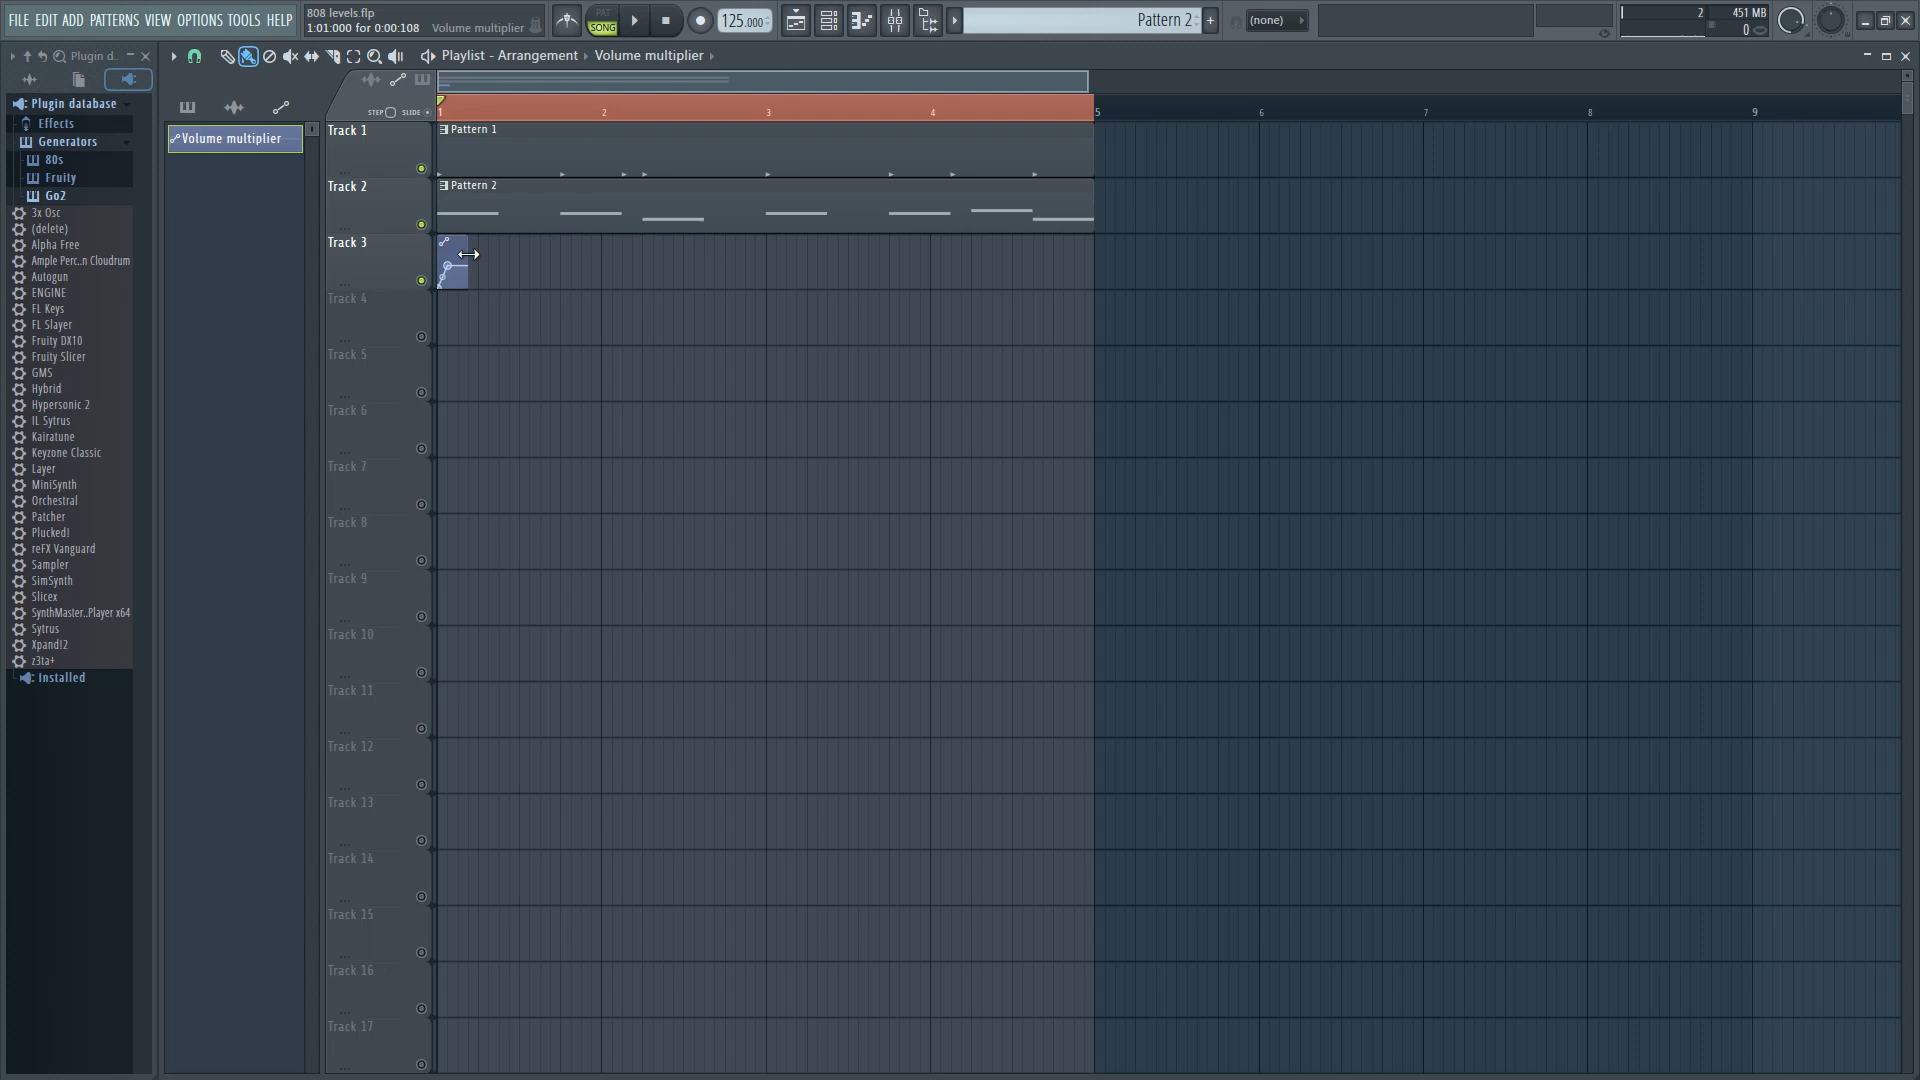 FILE EDIT ADD PATTERNS VIEW OPTIONS TOOLS HELP
808 levels.flp
1:01:000 for 0:00:108 Volume multiplier
PAT
SONG
125.000
Pattern 2
+
(none)
2
451 MB
0
Plugin d..
Playlist - Arrangement › Volume multiplier ›
STEP
SLIDE
1 2 3 4 5 6 7 8 9
Plugin database
Effects
Generators
80s
Fruity
Go2
3x Osc
(delete)
Alpha Free
Ample Perc..n Cloudrum
Autogun
ENGINE
FL Keys
FL Slayer
Fruity DX10
Fruity Slicer
GMS
Hybrid
Hypersonic 2
IL Sytrus
Kairatune
Keyzone Classic
Layer
MiniSynth
Orchestral
Patcher
Plucked!
reFX Vanguard
Sampler
SimSynth
Slicex
SynthMaster..Player x64
Sytrus
Xpand!2
z3ta+
Installed
Volume multiplier
Track 1
Pattern 1
Track 2
Pattern 2
Track 3
Track 4
Track 5
Track 6
Track 7
Track 8
Track 9
Track 10
Track 11
Track 12
Track 13
Track 14
Track 15
Track 16
Track 17